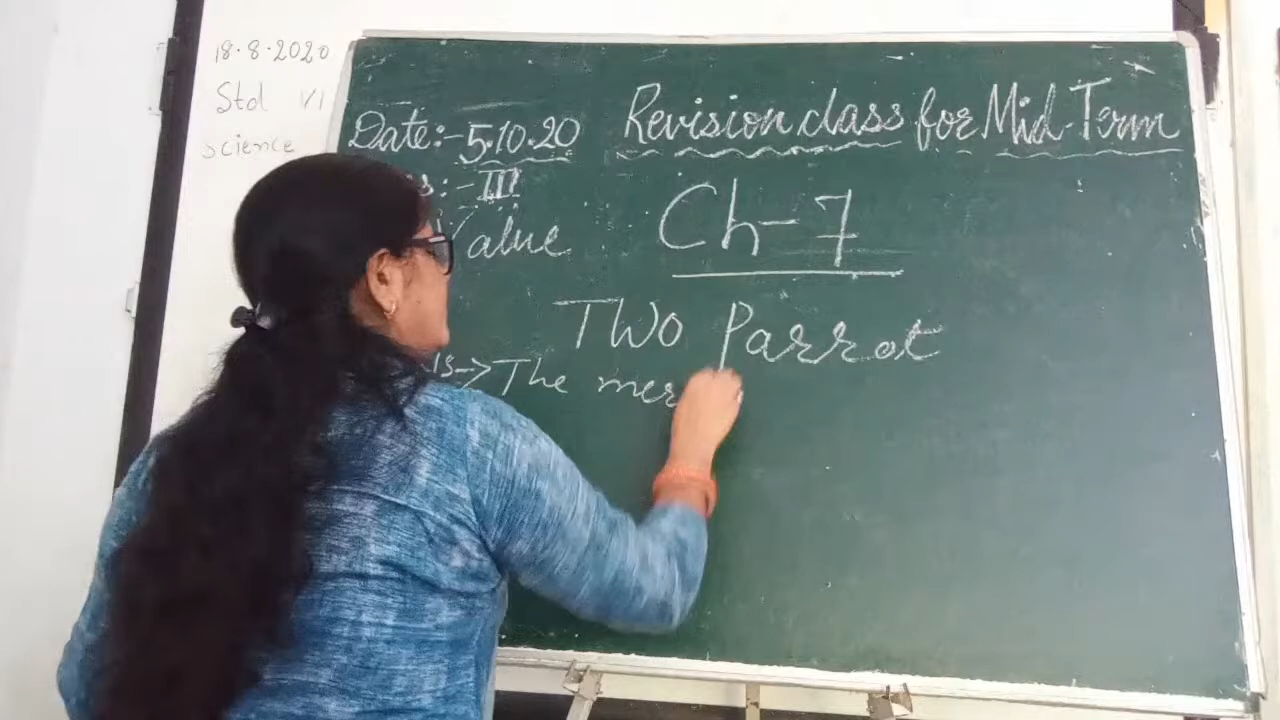 18.8.2020
Std VI
science
Date:-5.10.20
Revision class for Mid-Term
:-III
Value
Ch-7
Two Parrot
The mer